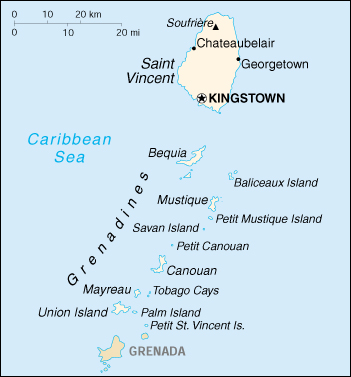 0 10 20 km
0 10 20 mi
Soufrière
Chateaubelair
Saint
Vincent
Georgetown
KINGSTOWN
Caribbean
Sea
Bequia
Baliceaux Island
Mustique
Petit Mustique Island
Savan Island
Petit Canouan
Grenadines
Canouan
Mayreau
Tobago Cays
Union Island
Palm Island
Petit St. Vincent Is.
GRENADA